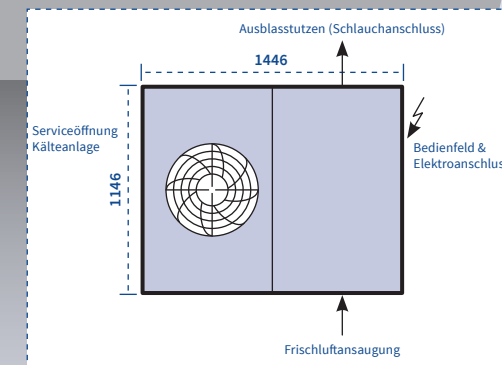 Ausblasstutzen (Schlauchanschluss)
1446
Serviceöffnung
Kälteanlage
1146
Bedienfeld &
Elektroanschlus
Frischluftansaugung